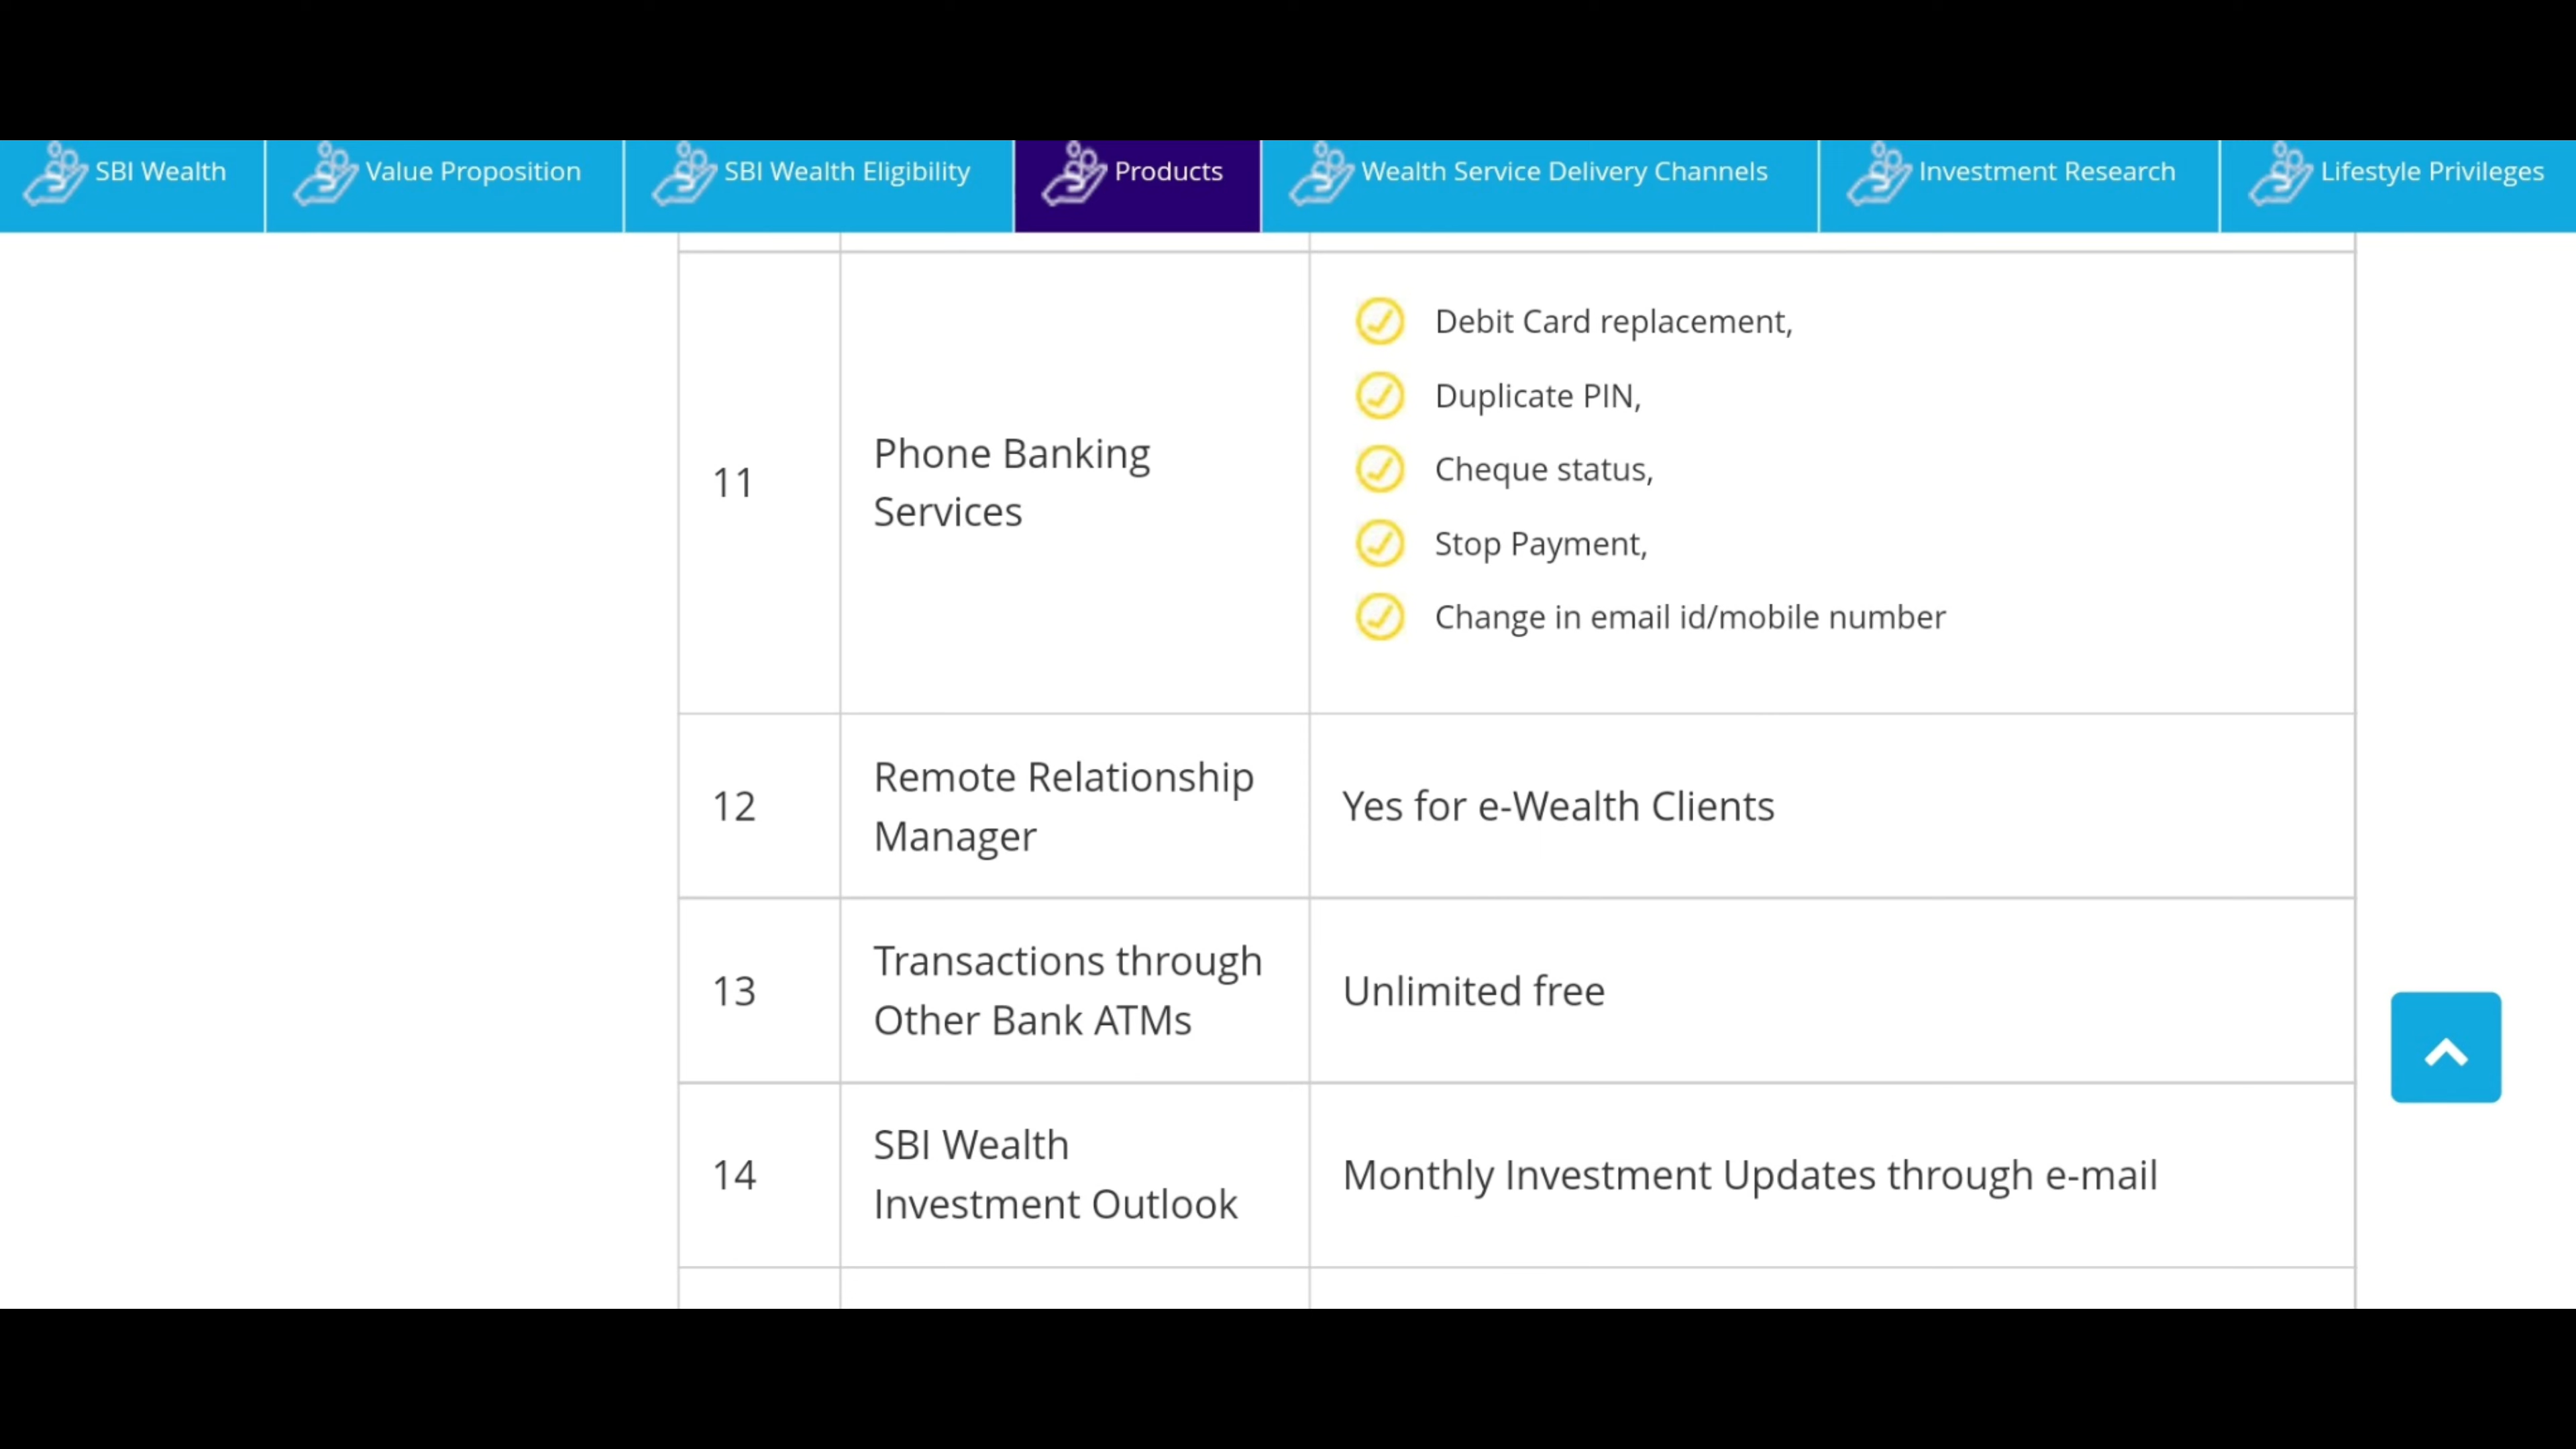 SBI Wealth
Value Proposition
SBI Wealth Eligibility
Products
Wealth Service Delivery Channels
Investment Research
Lifestyle Privileges
11
Phone Banking
Services
Debit Card replacement,
Duplicate PIN,
Cheque status,
Stop Payment,
Change in email id/mobile number
12
Remote Relationship
Manager
Yes for e-Wealth Clients
13
Transactions through
Other Bank ATMs
Unlimited free
14
SBI Wealth
Investment Outlook
Monthly Investment Updates through e-mail